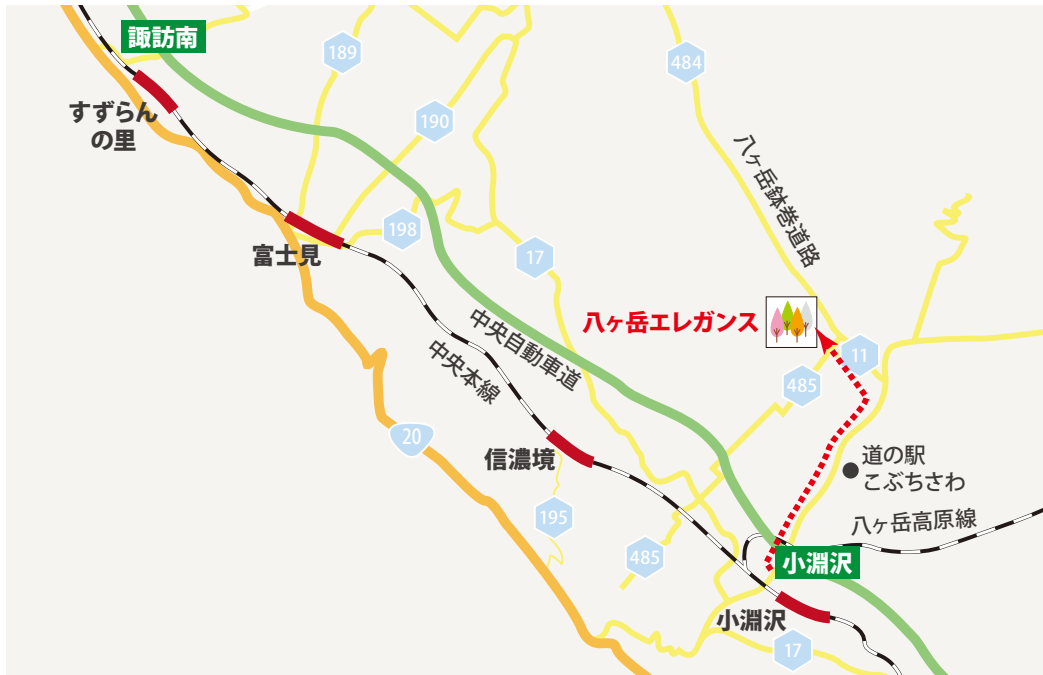 諏訪南
189
484
すずらん
の里
190
八ヶ岳鉢巻道路
198
富士見
17
八ヶ岳エレガンス
中央自動車道
中央本線
11
485
20
信濃境
道の駅
こぶちさわ
195
八ヶ岳高原線
485
小淵沢
小淵沢
17